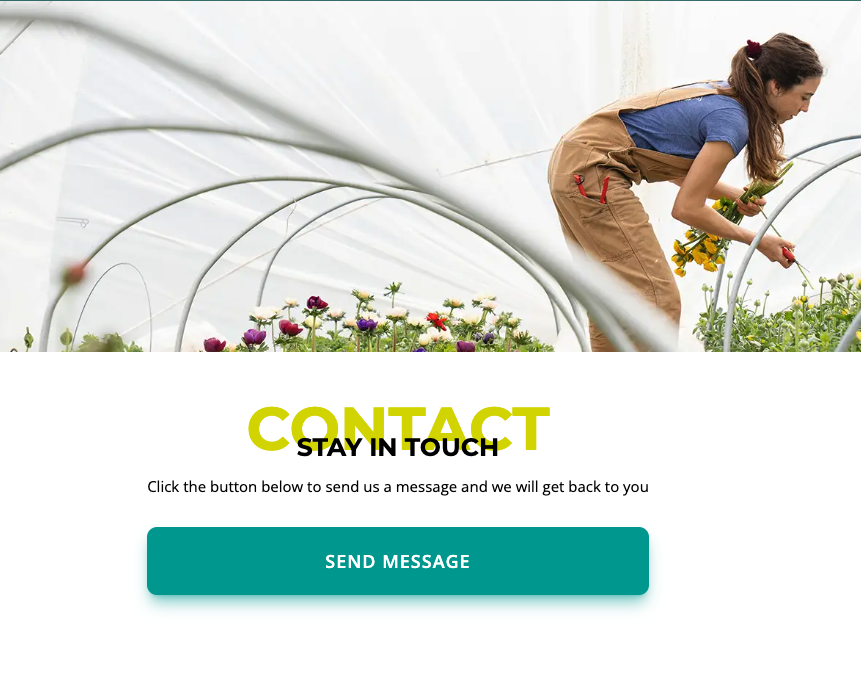 CONTACT
STAY IN TOUCH
Click the button below to send us a message and we will get back to you
SEND MESSAGE